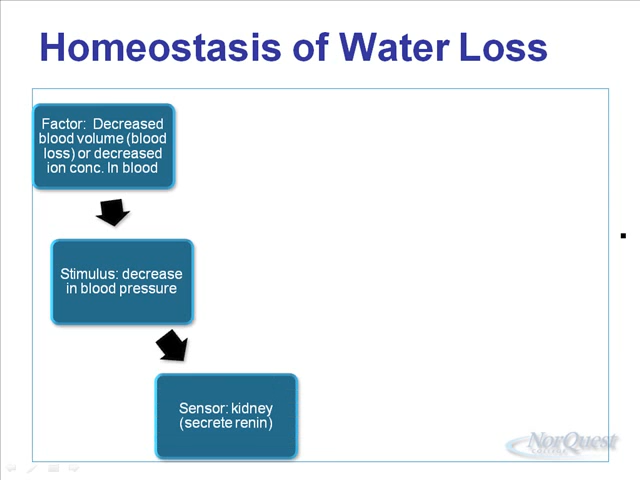 Homeostasis of Water Loss
Factor: Decreased
blood volume (blood
loss) or decreased
ion conc. In blood
Stimulus: decrease
in blood pressure
Sensor: kidney
(secrete renin)
NorQuest
COLLEGE